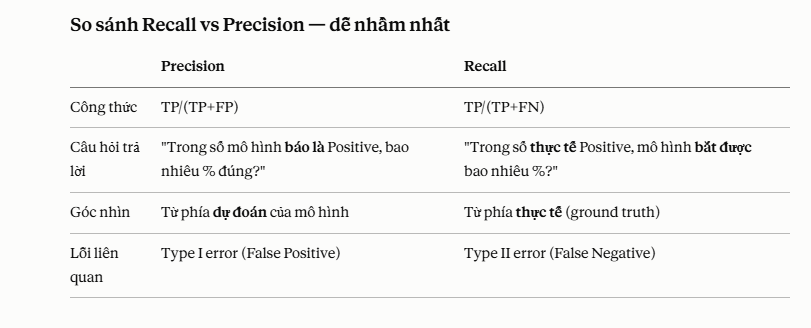 So sánh Recall vs Precision — dễ nhầm nhất
Precision Recall
Công thức TP/(TP+FP) TP/(TP+FN)
Câu hỏi trả "Trong số mô hình báo là Positive, bao "Trong số thực tế Positive, mô hình bắt được
lời nhiêu % đúng?" bao nhiêu %?"
Góc nhìn Từ phía dự đoán của mô hình Từ phía thực tế (ground truth)
Lỗi liên Type I error (False Positive) Type II error (False Negative)
quan